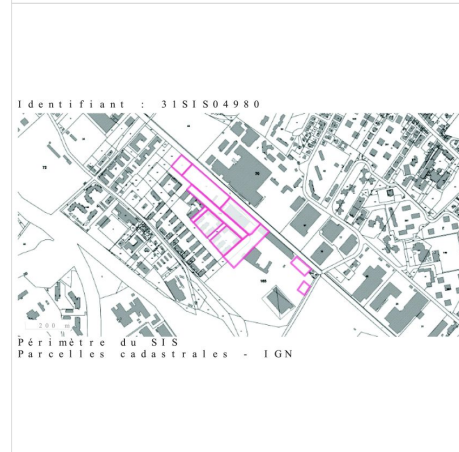 Identifiant : 31SIS04980
200 m
Périmètre du SIS
Parcelles cadastrales - IGN